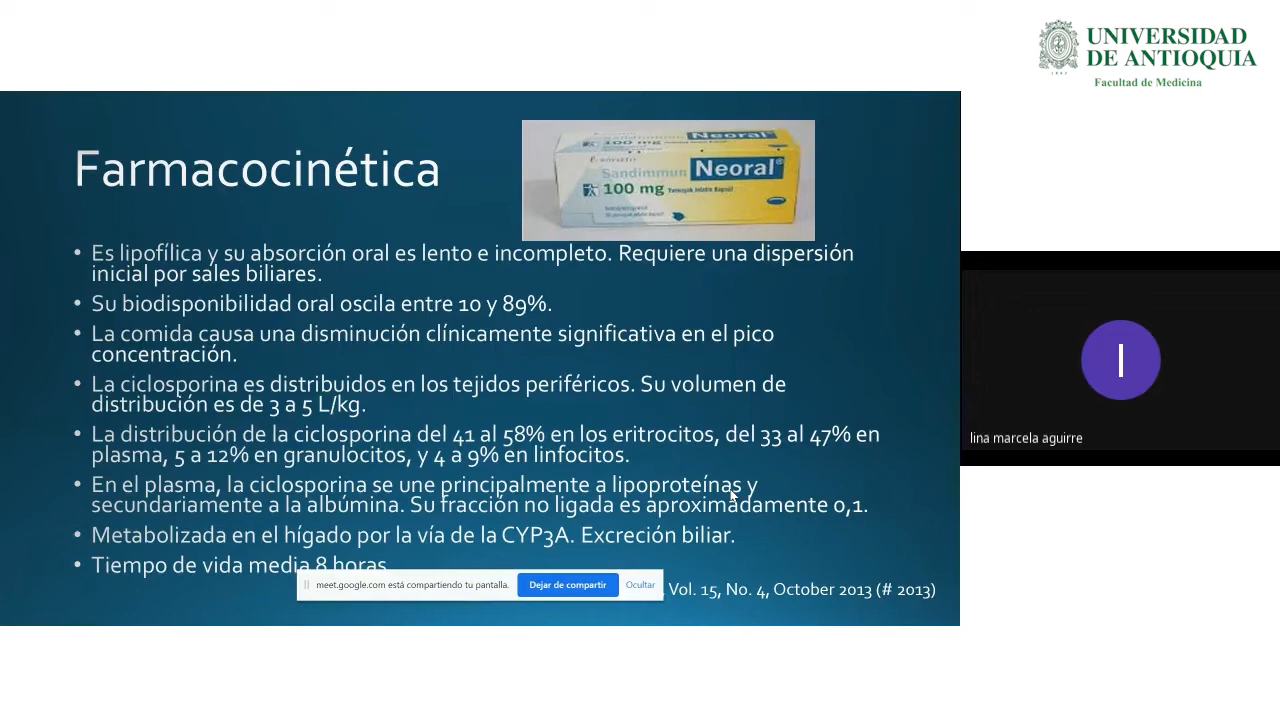 UNIVERSIDAD
DE ANTIOQUIA
1803
Facultad de Medicina
Farmacocinética
100 mg
Neoral
Sandimmun Neoral®
100 mg Yumuşak Jelatin Kapsül
• Es lipofílica y su absorción oral es lento e incompleto. Requiere una dispersión
inicial por sales biliares.
• Su biodisponibilidad oral oscila entre 10 y 89%.
• La comida causa una disminución clínicamente significativa en el pico
concentración.
• La ciclosporina es distribuidos en los tejidos periféricos. Su volumen de
distribución es de 3 a 5 L/kg.
• La distribución de la ciclosporina del 41 al 58% en los eritrocitos, del 33 al 47% en
plasma, 5 a 12% en granulocitos, y 4 a 9% en linfocitos.
• En el plasma, la ciclosporina se une principalmente a lipoproteínas y
secundariamente a la albúmina. Su fracción no ligada es aproximadamente 0,1.
• Metabolizada en el hígado por la vía de la CYP3A. Excreción biliar.
• Tiempo de vida media 8 horas
meet.google.com está compartiendo tu pantalla. Dejar de compartir Ocultar
. Vol. 15, No. 4, October 2013 (# 2013)
l
lina marcela aguirre